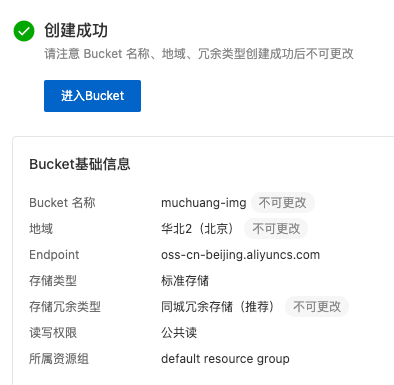 创建成功
请注意 Bucket 名称、地域、冗余类型创建成功后不可更改
进入Bucket
Bucket基础信息
Bucket 名称 muchuang-img 不可更改
地域 华北2（北京） 不可更改
Endpoint oss-cn-beijing.aliyuncs.com
存储类型 标准存储
存储冗余类型 同城冗余存储（推荐） 不可更改
读写权限 公共读
所属资源组 default resource group